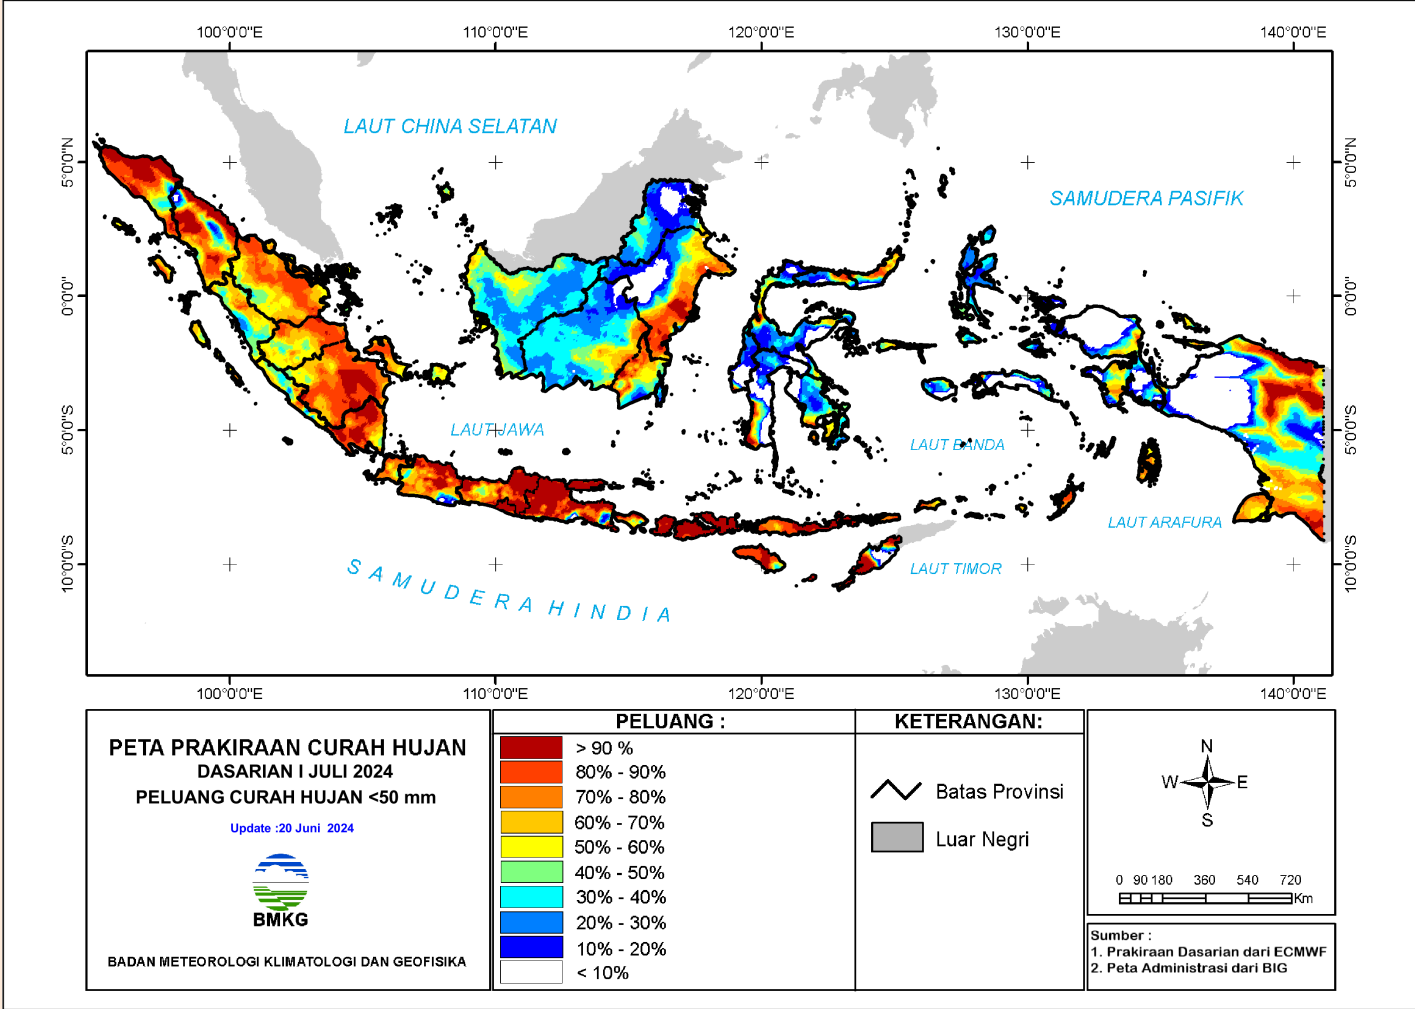 100°0'0"E 110°0'0"E 120°0'0"E 130°0'0"E 140°0'0"E
5°0'0"N 5°0'0"N
LAUT CHINA SELATAN
SAMUDERA PASIFIK
0°0'0" 0°0'0"
5°0'0"S 5°0'0"S
LAUT JAWA
LAUT BANDA
LAUT ARAFURA
10°0'0"S 10°0'0"S
LAUT TIMOR
SAMUDERA HINDIA
100°0'0"E 110°0'0"E 120°0'0"E 130°0'0"E 140°0'0"E
PETA PRAKIRAAN CURAH HUJAN
DASARIAN I JULI 2024
PELUANG CURAH HUJAN <50 mm
Update :20 Juni 2024
BMKG
BADAN METEOROLOGI KLIMATOLOGI DAN GEOFISIKA
PELUANG :
> 90 %
80% - 90%
70% - 80%
60% - 70%
50% - 60%
40% - 50%
30% - 40%
20% - 30%
10% - 20%
< 10%
KETERANGAN:
Batas Provinsi
Luar Negri
N
W E
S
0 90 180 360 540 720
Km
Sumber :
1. Prakiraan Dasarian dari ECMWF
2. Peta Administrasi dari BIG